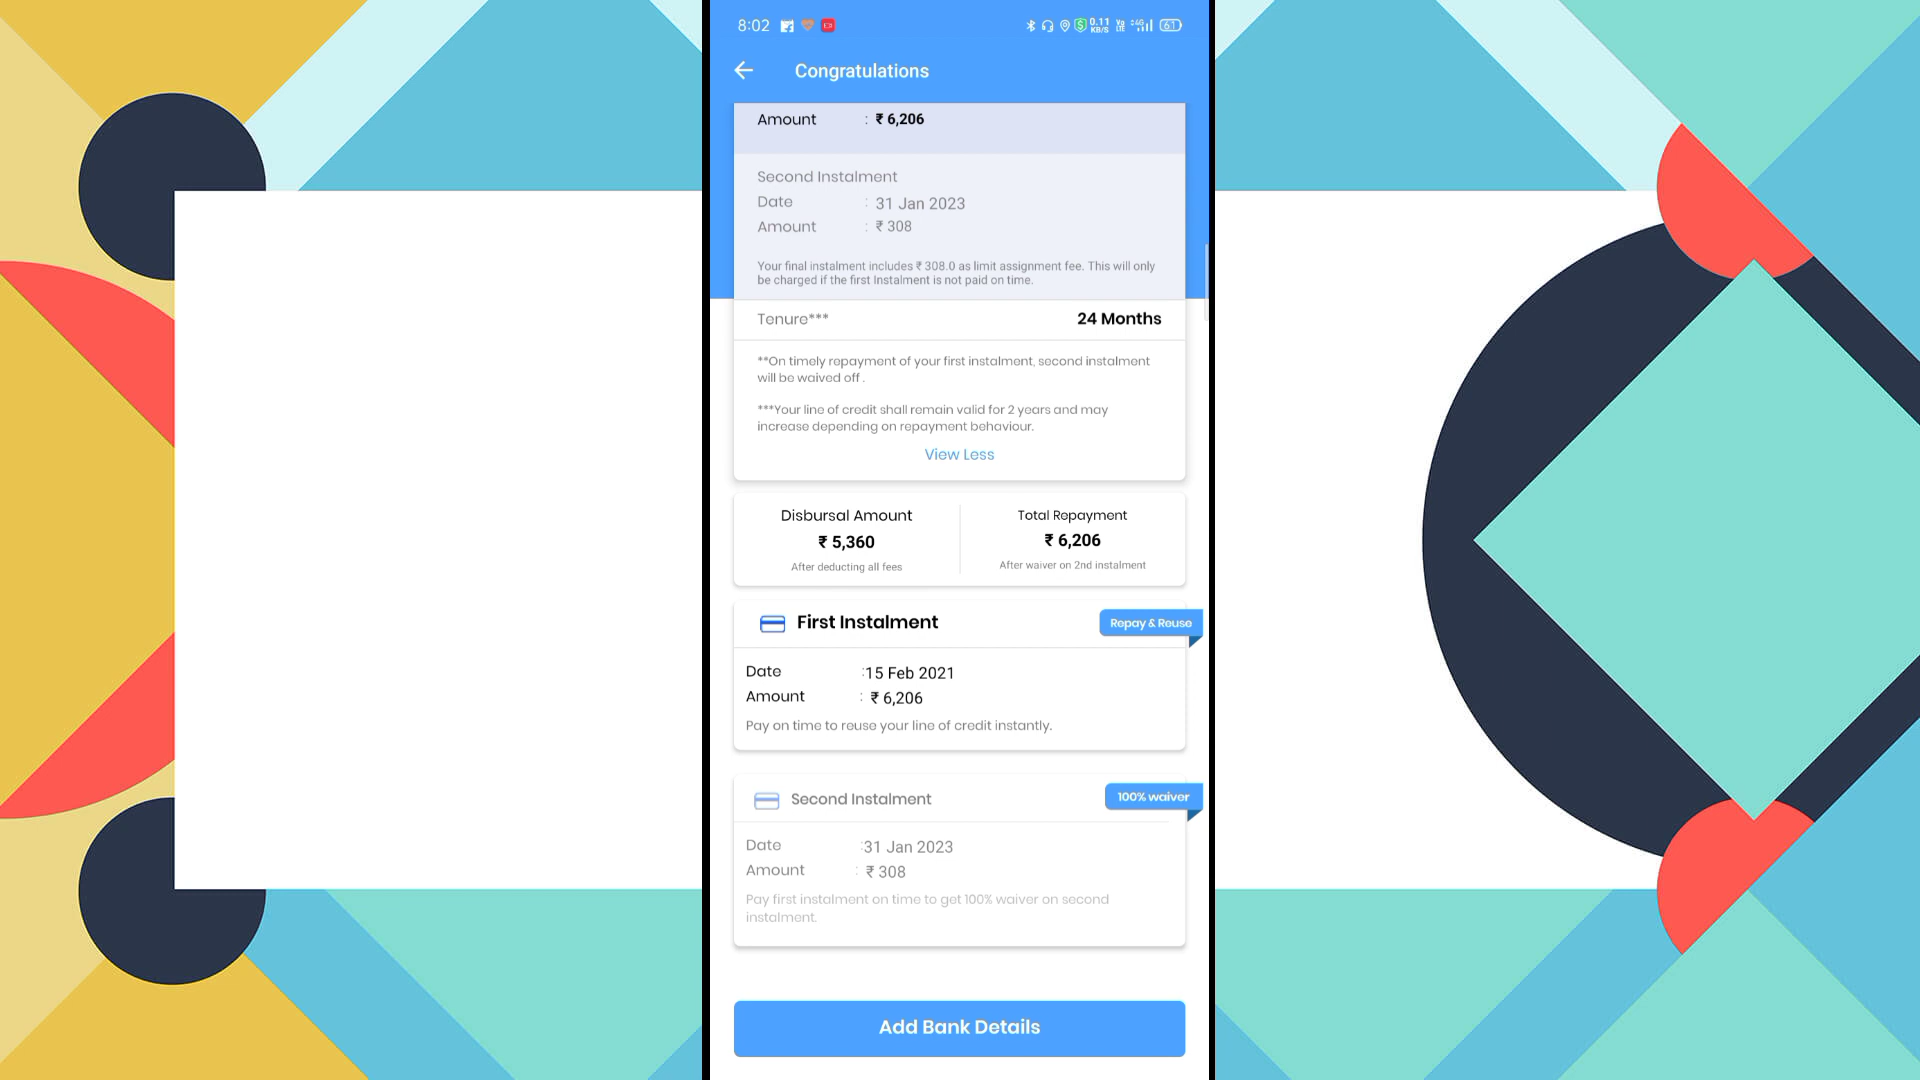 8:02
0.11 KB/S
Vo LTE
4G
61
Congratulations
Amount : ₹ 6,206
Second Instalment
Date : 31 Jan 2023
Amount : ₹ 308
Your final instalment includes ₹ 308.0 as limit assignment fee. This will only
be charged if the first Instalment is not paid on time.
Tenure*** 24 Months
**On timely repayment of your first instalment, second instalment
will be waived off .
***Your line of credit shall remain valid for 2 years and may
increase depending on repayment behaviour.
View Less
Disbursal Amount
₹ 5,360
After deducting all fees
Total Repayment
₹ 6,206
After waiver on 2nd instalment
First Instalment
Repay & Reuse
Date :15 Feb 2021
Amount : ₹ 6,206
Pay on time to reuse your line of credit instantly.
Second Instalment
100% waiver
Date :31 Jan 2023
Amount : ₹ 308
Pay first instalment on time to get 100% waiver on second
instalment.
Add Bank Details